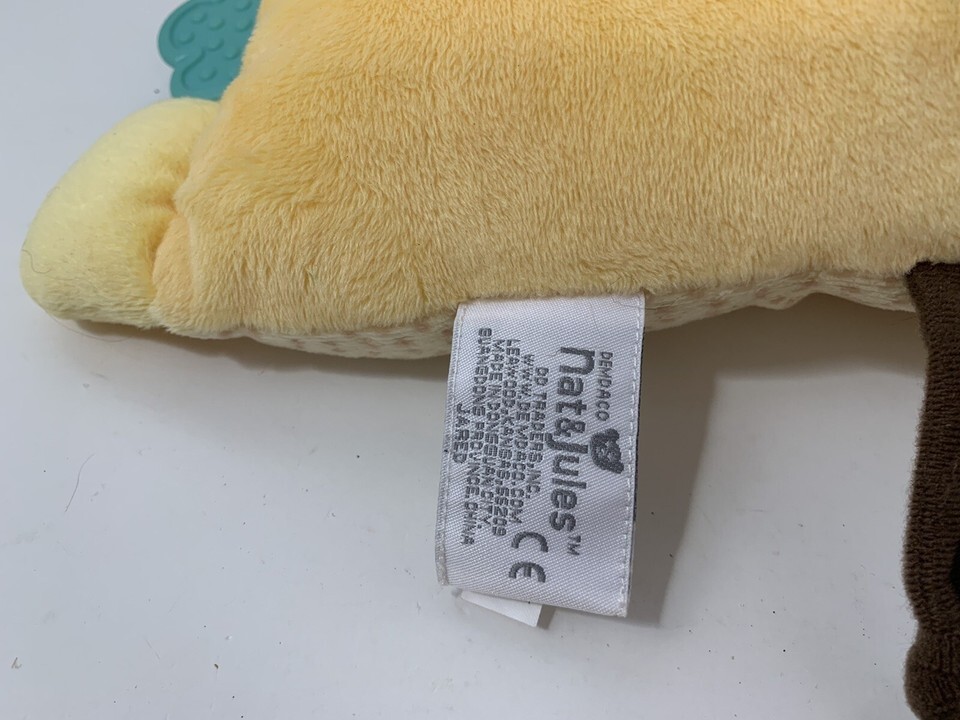 DEMDACO
nat&Jules™
DD TRADERS, INC.
WWW.DEMDACO.COM
LEAWOOD, KANSAS, 66209
MADE IN DONGGUAN CITY,
GUANGDONG PROVINCE, CHINA
JARED
CE